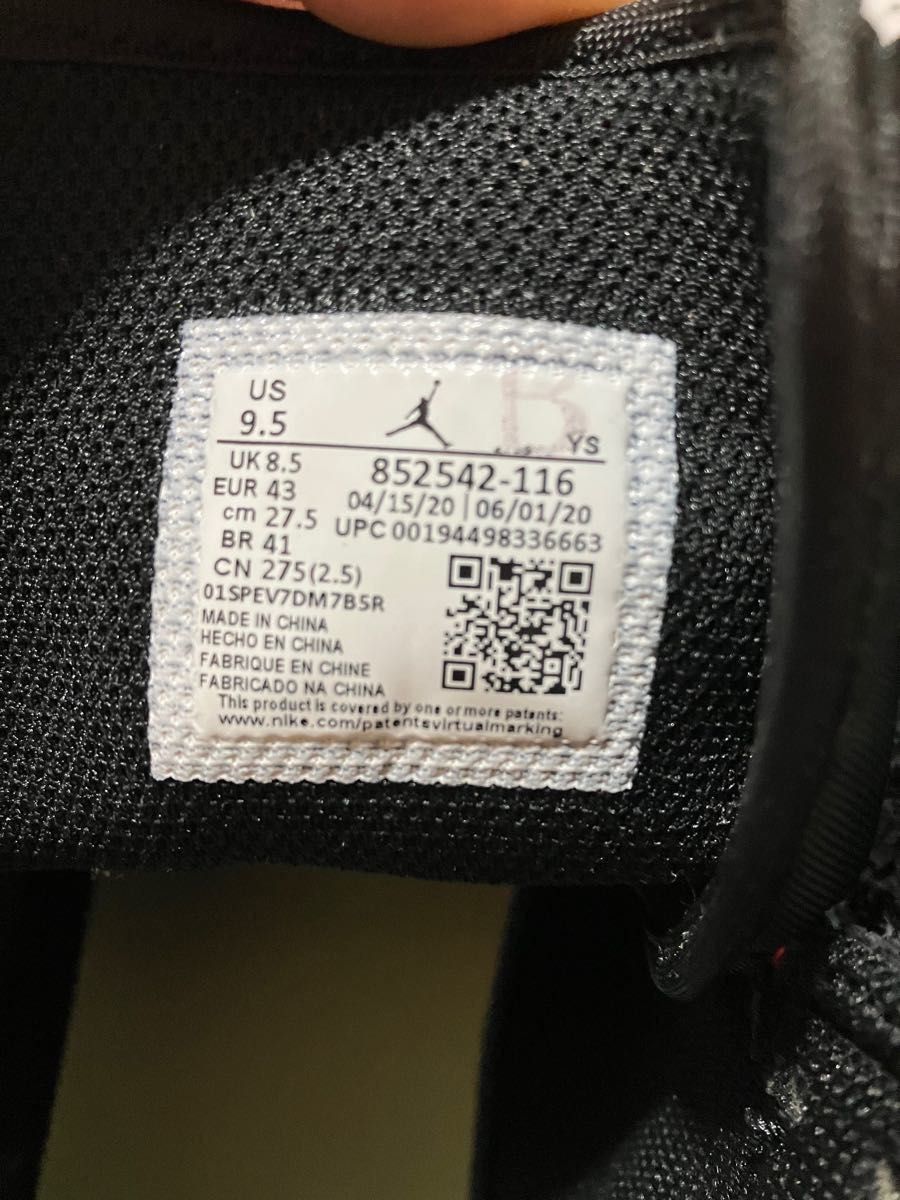 US
9.5
B
YS
UK 8.5
852542-116
EUR 43
04/15/20 | 06/01/20
cm 27.5
UPC 00194498336663
BR 41
CN 275(2.5)
01SPEV7DM7B5R
MADE IN CHINA
HECHO EN CHINA
FABRIQUE EN CHINE
FABRICADO NA CHINA
This product is covered by one or more patents:
www.nike.com/patentsvirtualmarking